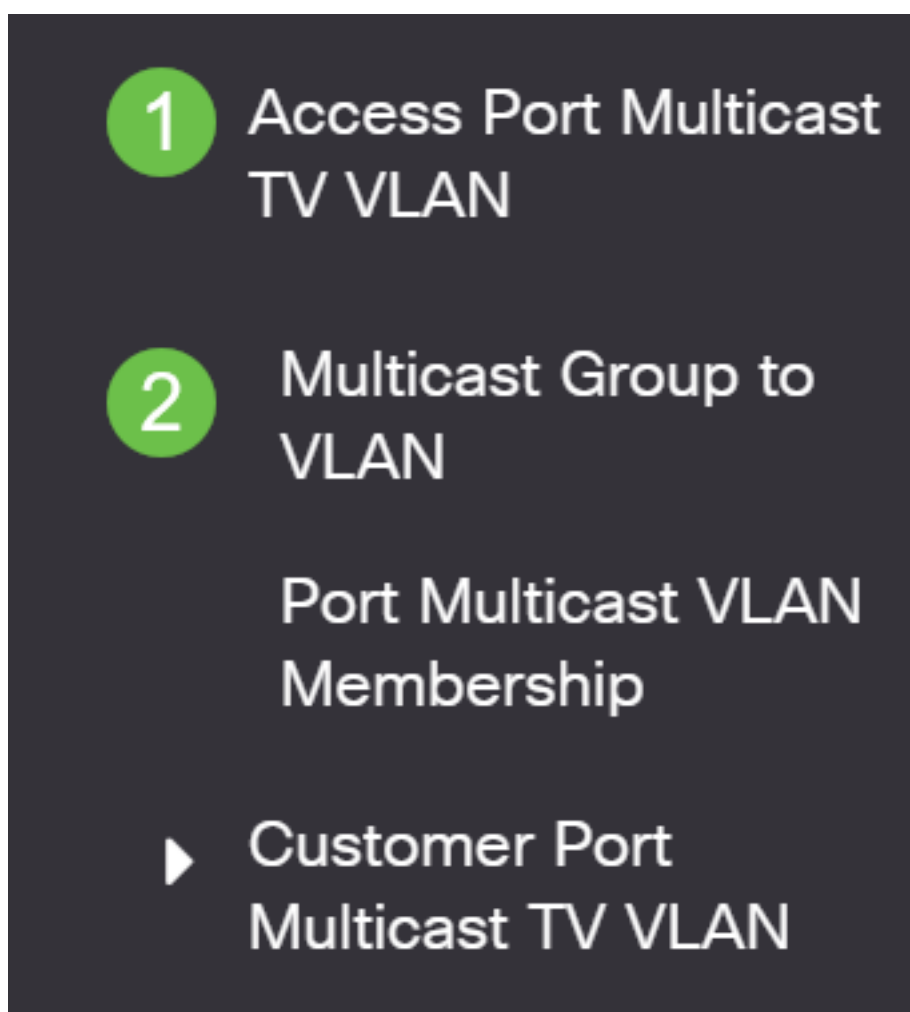 1 Access Port Multicast
TV VLAN
2 Multicast Group to
VLAN
Port Multicast VLAN
Membership
Customer Port
Multicast TV VLAN